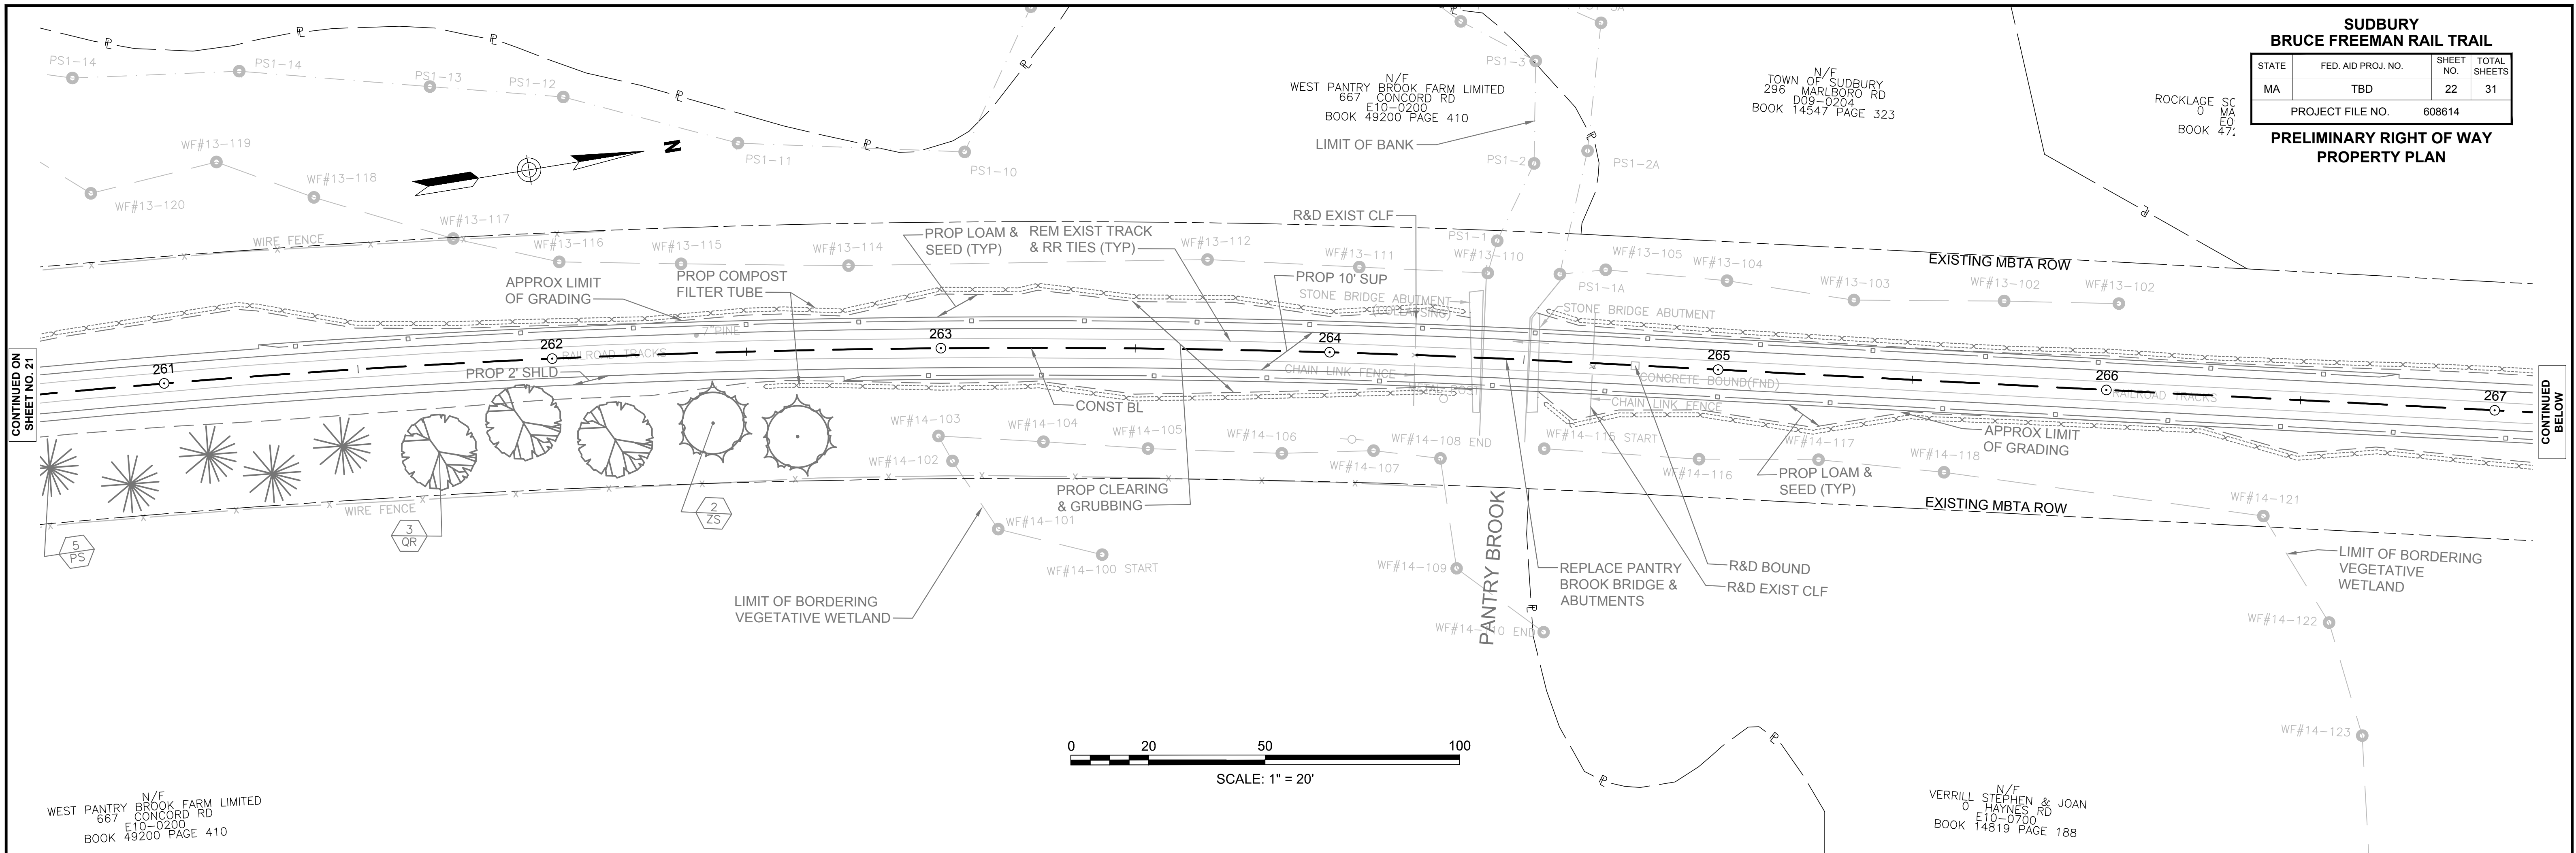 SUDBURY
BRUCE FREEMAN RAIL TRAIL
STATE
FED. AID PROJ. NO.
SHEET
NO.
TOTAL
SHEETS
MA
TBD
22
31
PROJECT FILE NO.
608614
PRELIMINARY RIGHT OF WAY
PROPERTY PLAN
PS1-14
PS1-14
PS1-13
PS1-12
PS1-11
PS1-10
PS1-3
PS1-2
PS1-2A
PS1-1
PS1-1A
N/F
WEST PANTRY BROOK FARM LIMITED
667 CONCORD RD
E10-0200
BOOK 49200 PAGE 410
LIMIT OF BANK
N/F
TOWN OF SUDBURY
296 MARLBORO RD
D09-0204
BOOK 14547 PAGE 323
ROCKLAGE SC
0 MA
E0
BOOK 47
N
WF#13-120
WF#13-119
WF#13-118
WF#13-117
WF#13-116
WF#13-115
WF#13-114
WF#13-112
WF#13-111
WF#13-110
WF#13-105
WF#13-104
WF#13-103
WF#13-102
WF#13-102
WIRE FENCE
PROP LOAM &
SEED (TYP)
REM EXIST TRACK
& RR TIES (TYP)
R&D EXIST CLF
EXISTING MBTA ROW
APPROX LIMIT
OF GRADING
PROP COMPOST
FILTER TUBE
PROP 10' SUP
STONE BRIDGE ABUTMENT
(COLLAPSING)
STONE BRIDGE ABUTMENT
7"PINE
CONTINUED ON
SHEET NO. 21
261
262
263
264
265
266
267
RAILROAD TRACKS
RAILROAD TRACKS
CONTINUED
BELOW
PROP 2' SHLD
CHAIN LINK FENCE
CONCRETE BOUND(FND)
METAL POST
CHAIN LINK FENCE
CONST BL
WF#14-103
WF#14-104
WF#14-105
WF#14-106
WF#14-107
WF#14-108 END
WF#14-115 START
WF#14-116
WF#14-117
WF#14-118
WF#14-121
WF#14-102
WF#14-101
WF#14-100 START
WF#14-109
WF#14-110 END
WF#14-122
WF#14-123
APPROX LIMIT
OF GRADING
PROP LOAM &
SEED (TYP)
PROP CLEARING
& GRUBBING
EXISTING MBTA ROW
WIRE FENCE
5
PS
3
QR
2
ZS
LIMIT OF BORDERING
VEGETATIVE WETLAND
PANTRY BROOK
REPLACE PANTRY
BROOK BRIDGE &
ABUTMENTS
R&D BOUND
R&D EXIST CLF
LIMIT OF BORDERING
VEGETATIVE
WETLAND
0 20 50 100
SCALE: 1" = 20'
N/F
WEST PANTRY BROOK FARM LIMITED
667 CONCORD RD
E10-0200
BOOK 49200 PAGE 410
N/F
VERRILL STEPHEN & JOAN
0 HAYNES RD
E10-0700
BOOK 14819 PAGE 188